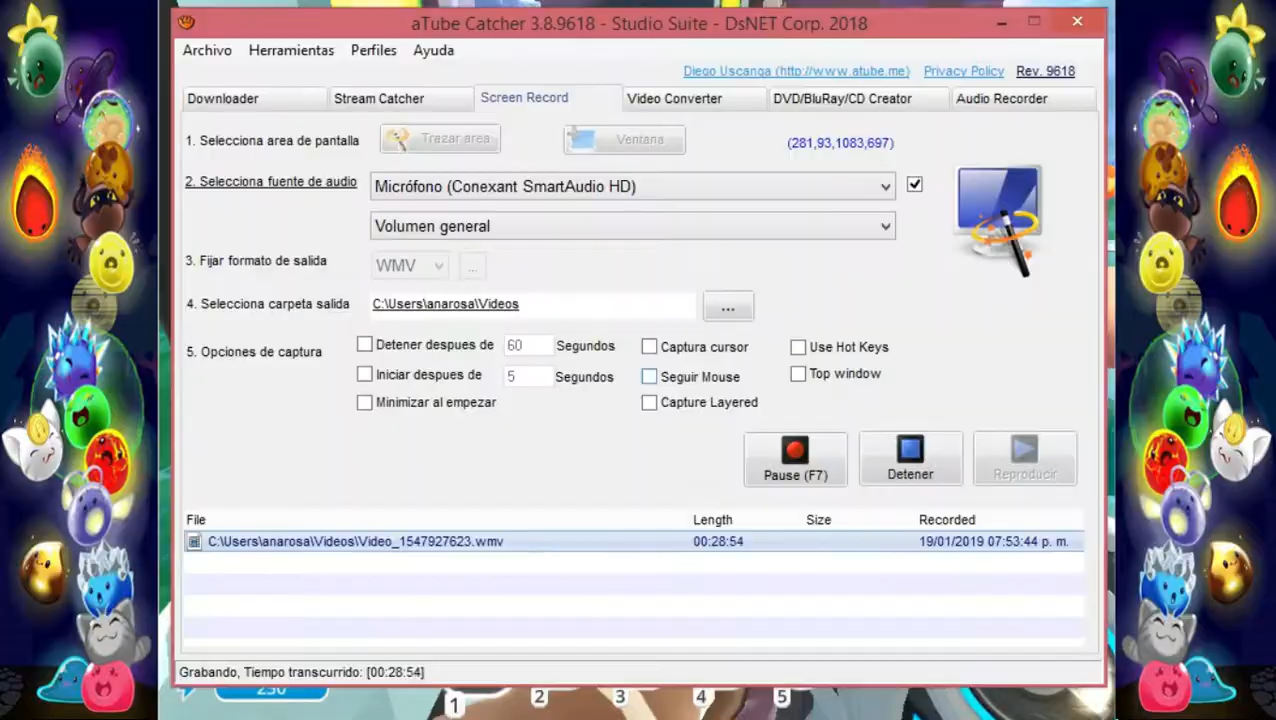 aTube Catcher 3.8.9618 - Studio Suite - DsNET Corp. 2018
Archivo Herramientas Perfiles Ayuda
Diego Uscanga (http://www.atube.me) Privacy Policy Rev. 9618
Downloader Stream Catcher Screen Record Video Converter DVD/BluRay/CD Creator Audio Recorder
1. Selecciona area de pantalla Trazar area Ventana (281,93,1083,697)
2. Selecciona fuente de audio Micrófono (Conexant SmartAudio HD)
Volumen general
3. Fijar formato de salida WMV ...
4. Selecciona carpeta salida C:\Users\anarosa\Videos ...
5. Opciones de captura Detener despues de 60 Segundos Captura cursor Use Hot Keys
Iniciar despues de 5 Segundos Seguir Mouse Top window
Minimizar al empezar Capture Layered
Pause (F7) Detener Reproducir
File Length Size Recorded
C:\Users\anarosa\Videos\Video_1547927623.wmv 00:28:54 19/01/2019 07:53:44 p. m.
Grabando, Tiempo transcurrido: [00:28:54]
1 2 3 4 5